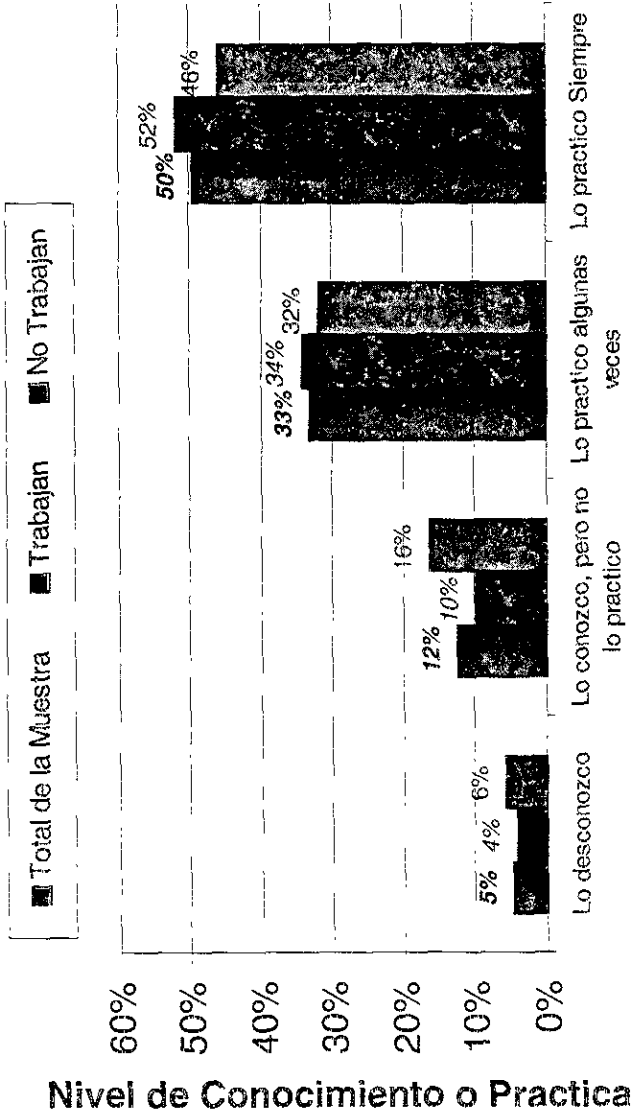 Total de la Muestra Trabajan No Trabajan
60%
50%
40%
30%
20%
10%
0%
Nivel de Conocimiento o Practica
5%
4%
6%
12%
10%
16%
33%
34%
32%
50%
52%
46%
Lo desconozco
Lo conozco, pero no
lo practico
Lo practico algunas
veces
Lo practico Siempre